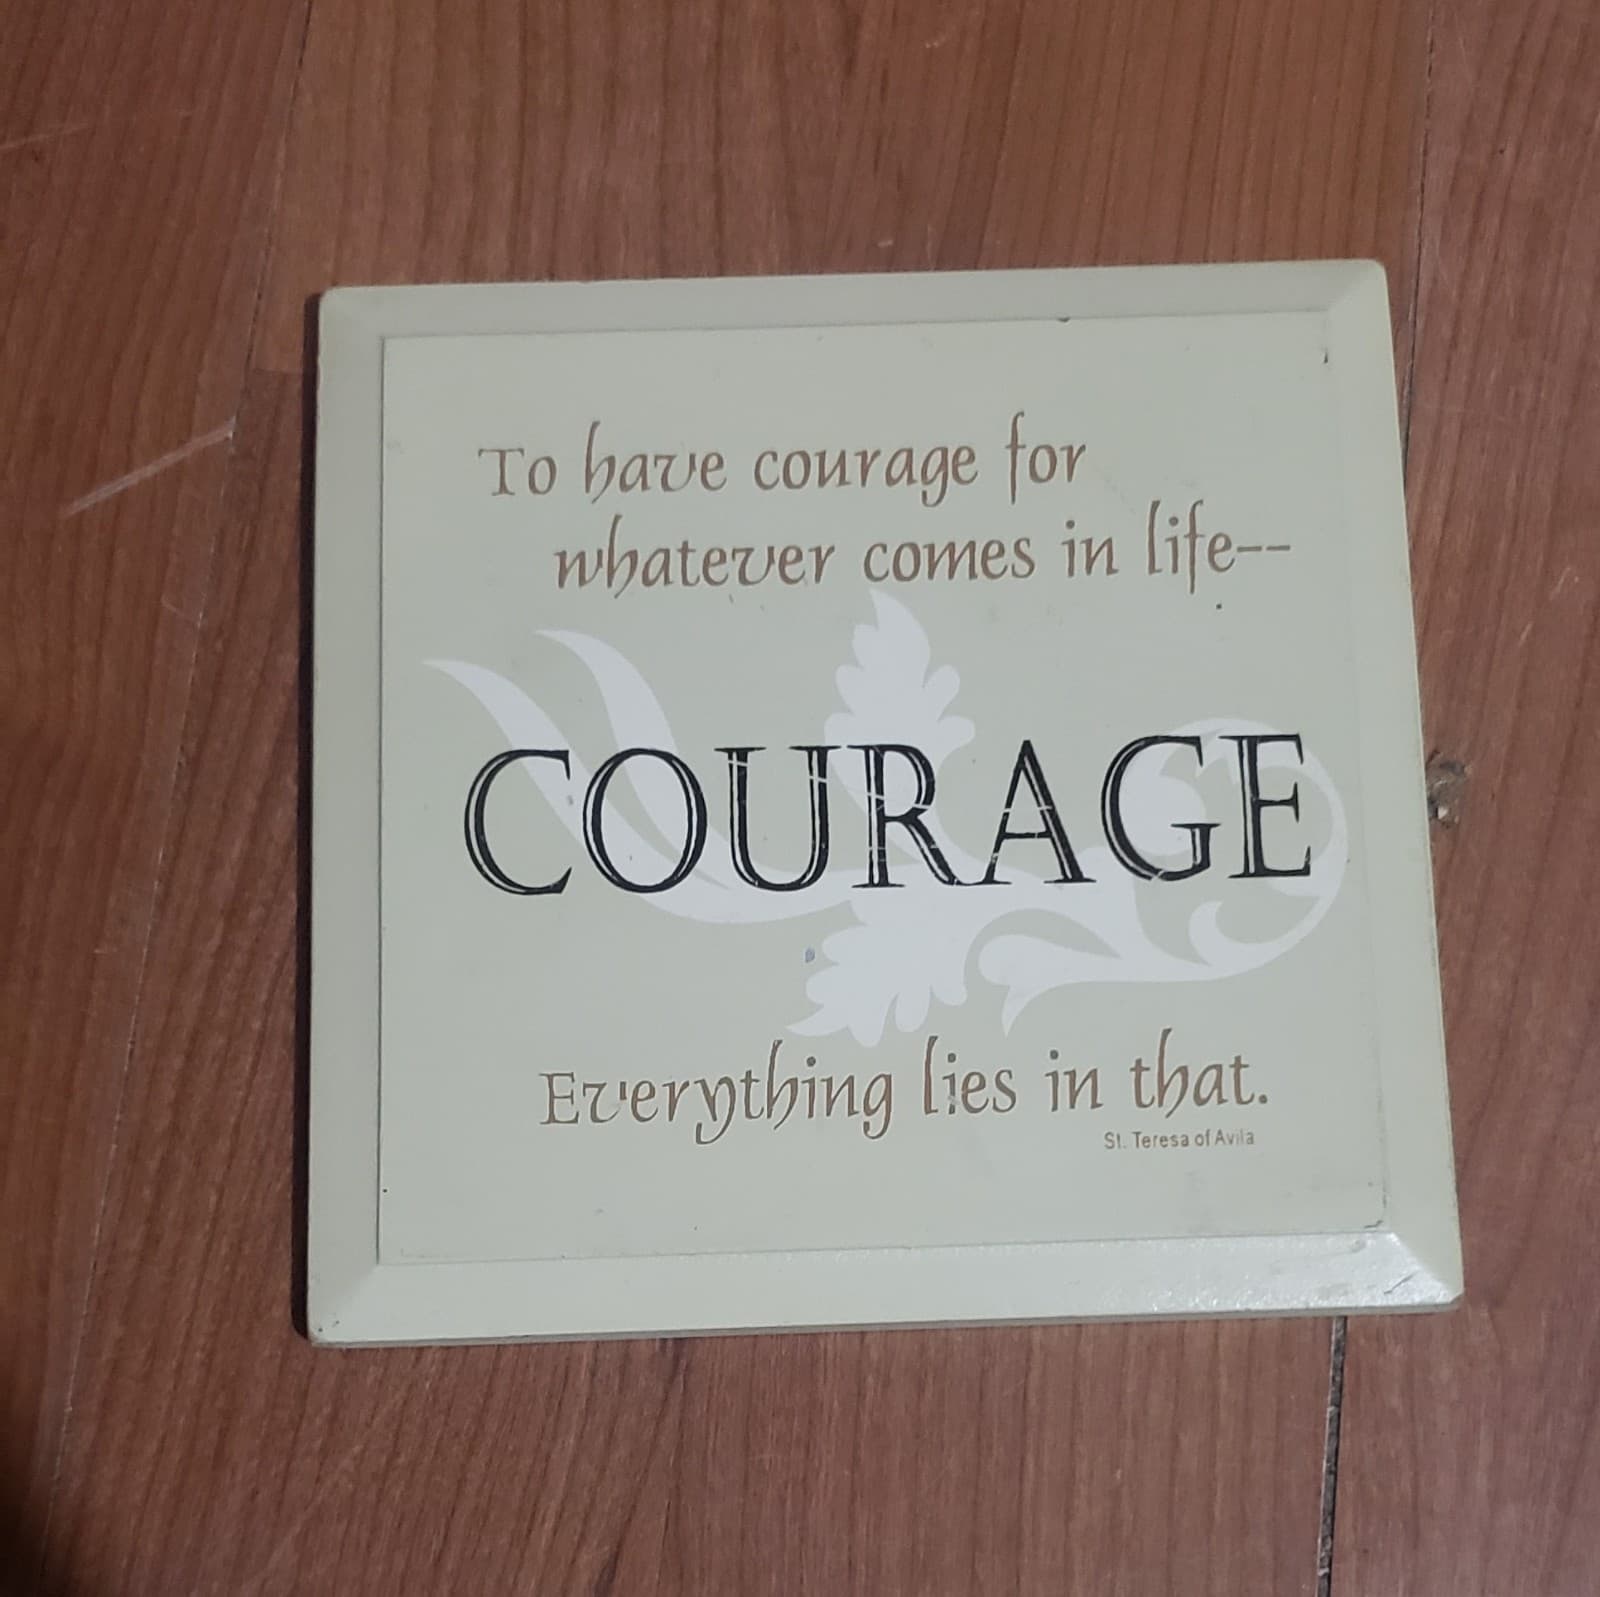 To have courage for
whatever comes in life--
COURAGE
Everything lies in that.
St. Teresa of Avila